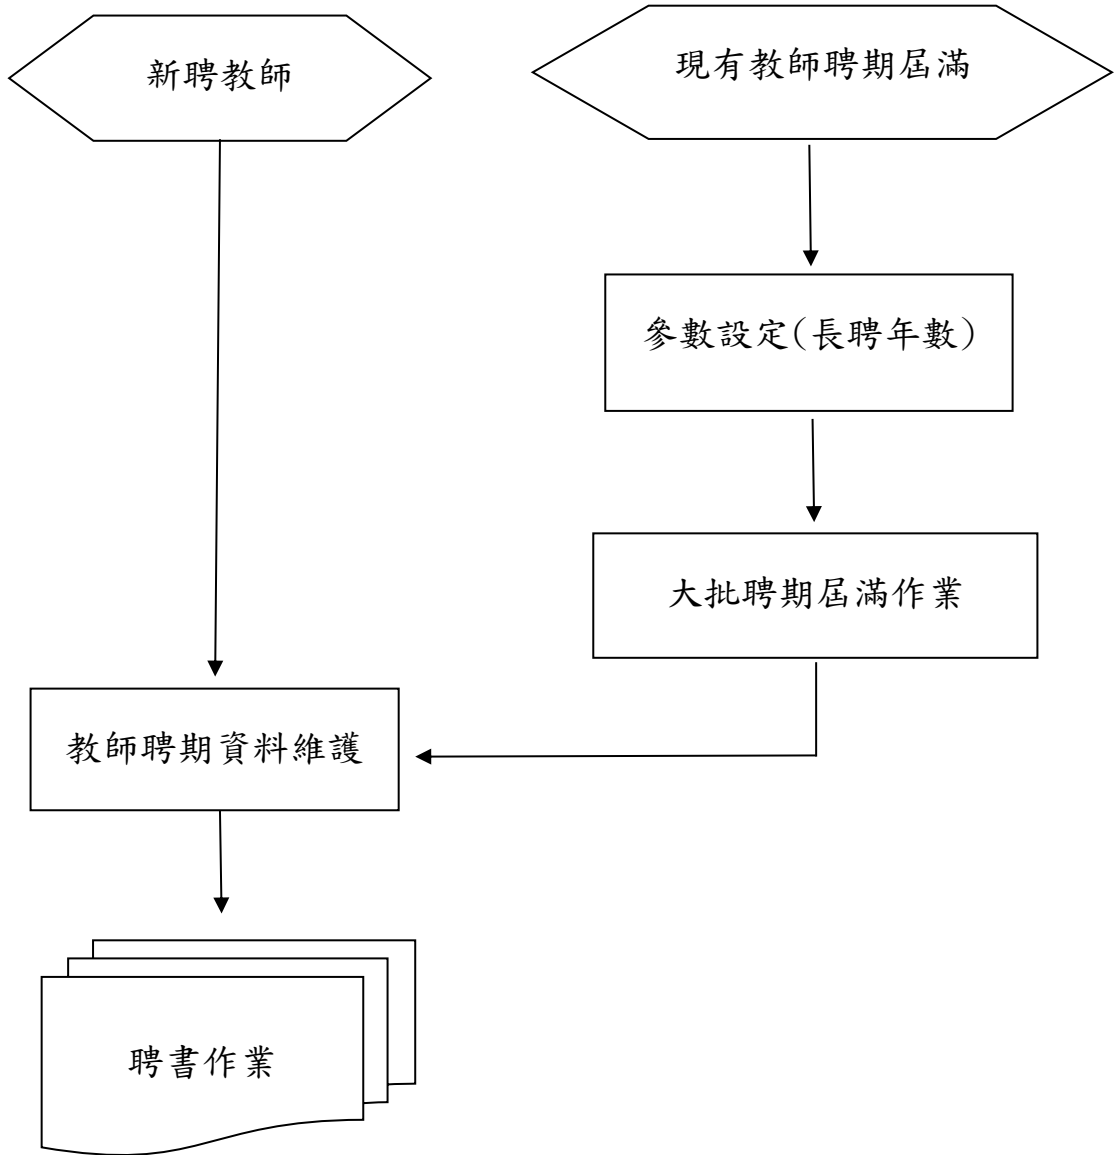 新聘教師
現有教師聘期屆滿
參數設定(長聘年數)
大批聘期屆滿作業
教師聘期資料維護
聘書作業